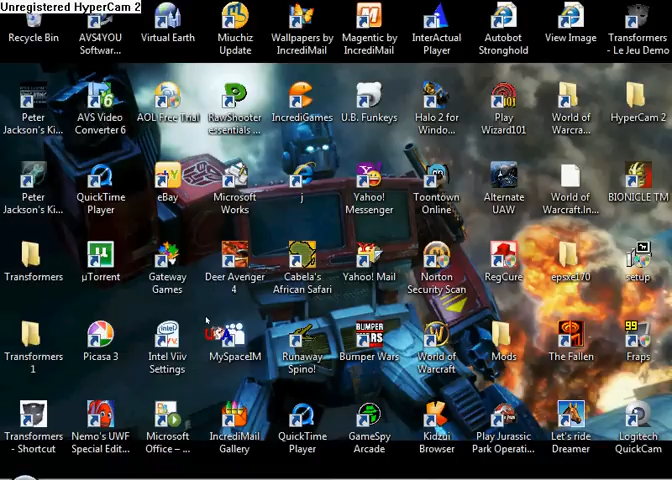 Unregistered HyperCam 2
Recycle Bin
AVS4YOU
Softwar...
Virtual Earth
Miuchiz
Update
Wallpapers by
IncrediMail
Magentic by
IncrediMail
InterActual
Player
Autobot
Stronghold
View Image
Transformers
- Le Jeu Demo
Peter
Jackson's Ki...
AVS Video
Converter 6
AOL Free Trial
RawShooter
essentials ...
IncrediGames
U.B. Funkeys
Halo 2 for
Windo...
Play
Wizard101
World of
Warcra...
HyperCam 2
Peter
Jackson's Ki...
QuickTime
Player
eBay
Microsoft
Works
j
Yahoo!
Messenger
Toontown
Online
Alternate
UAW
World of
Warcraft.In...
BIONICLE TM
Transformers
µTorrent
Gateway
Games
Deer Avenger
4
Cabela's
African Safari
Yahoo! Mail
Norton
Security Scan
RegCure
epsxe170
setup
Transformers
1
Picasa 3
Intel Viiv
Settings
MySpaceIM
Runaway
Spino!
Bumper Wars
World of
Warcraft
Mods
The Fallen
Fraps
Transformers
- Shortcut
Nemo's UWF
Special Edit...
Microsoft
Office – ...
IncrediMail
Gallery
QuickTime
Player
GameSpy
Arcade
Kidzui
Browser
Play Jurassic
Park Operati...
Let's ride
Dreamer
Logitech
QuickCam